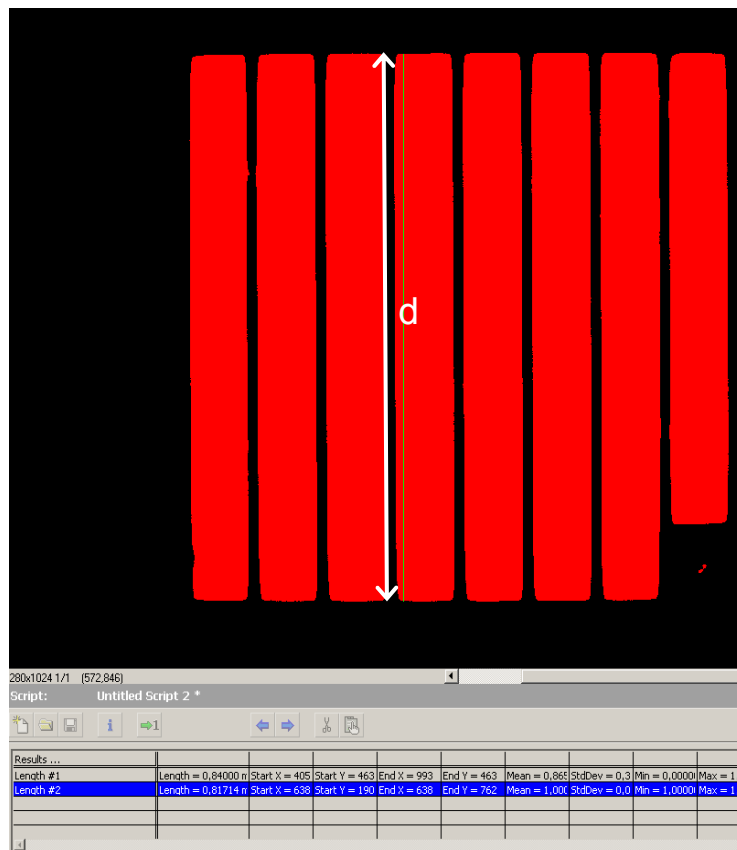 d
280x1024 1/1 (572,846)
Script: Untitled Script 2 *
1
Results ...
Length #1 Length = 0,84000 Start X = 405 Start Y = 463 End X = 993 End Y = 463 Mean = 0,865 StdDev = 0,3 Min = 0,0000 Max = 1
Length #2 Length = 0,81714 Start X = 638 Start Y = 190 End X = 638 End Y = 762 Mean = 1,000 StdDev = 0,0 Min = 1,0000 Max = 1